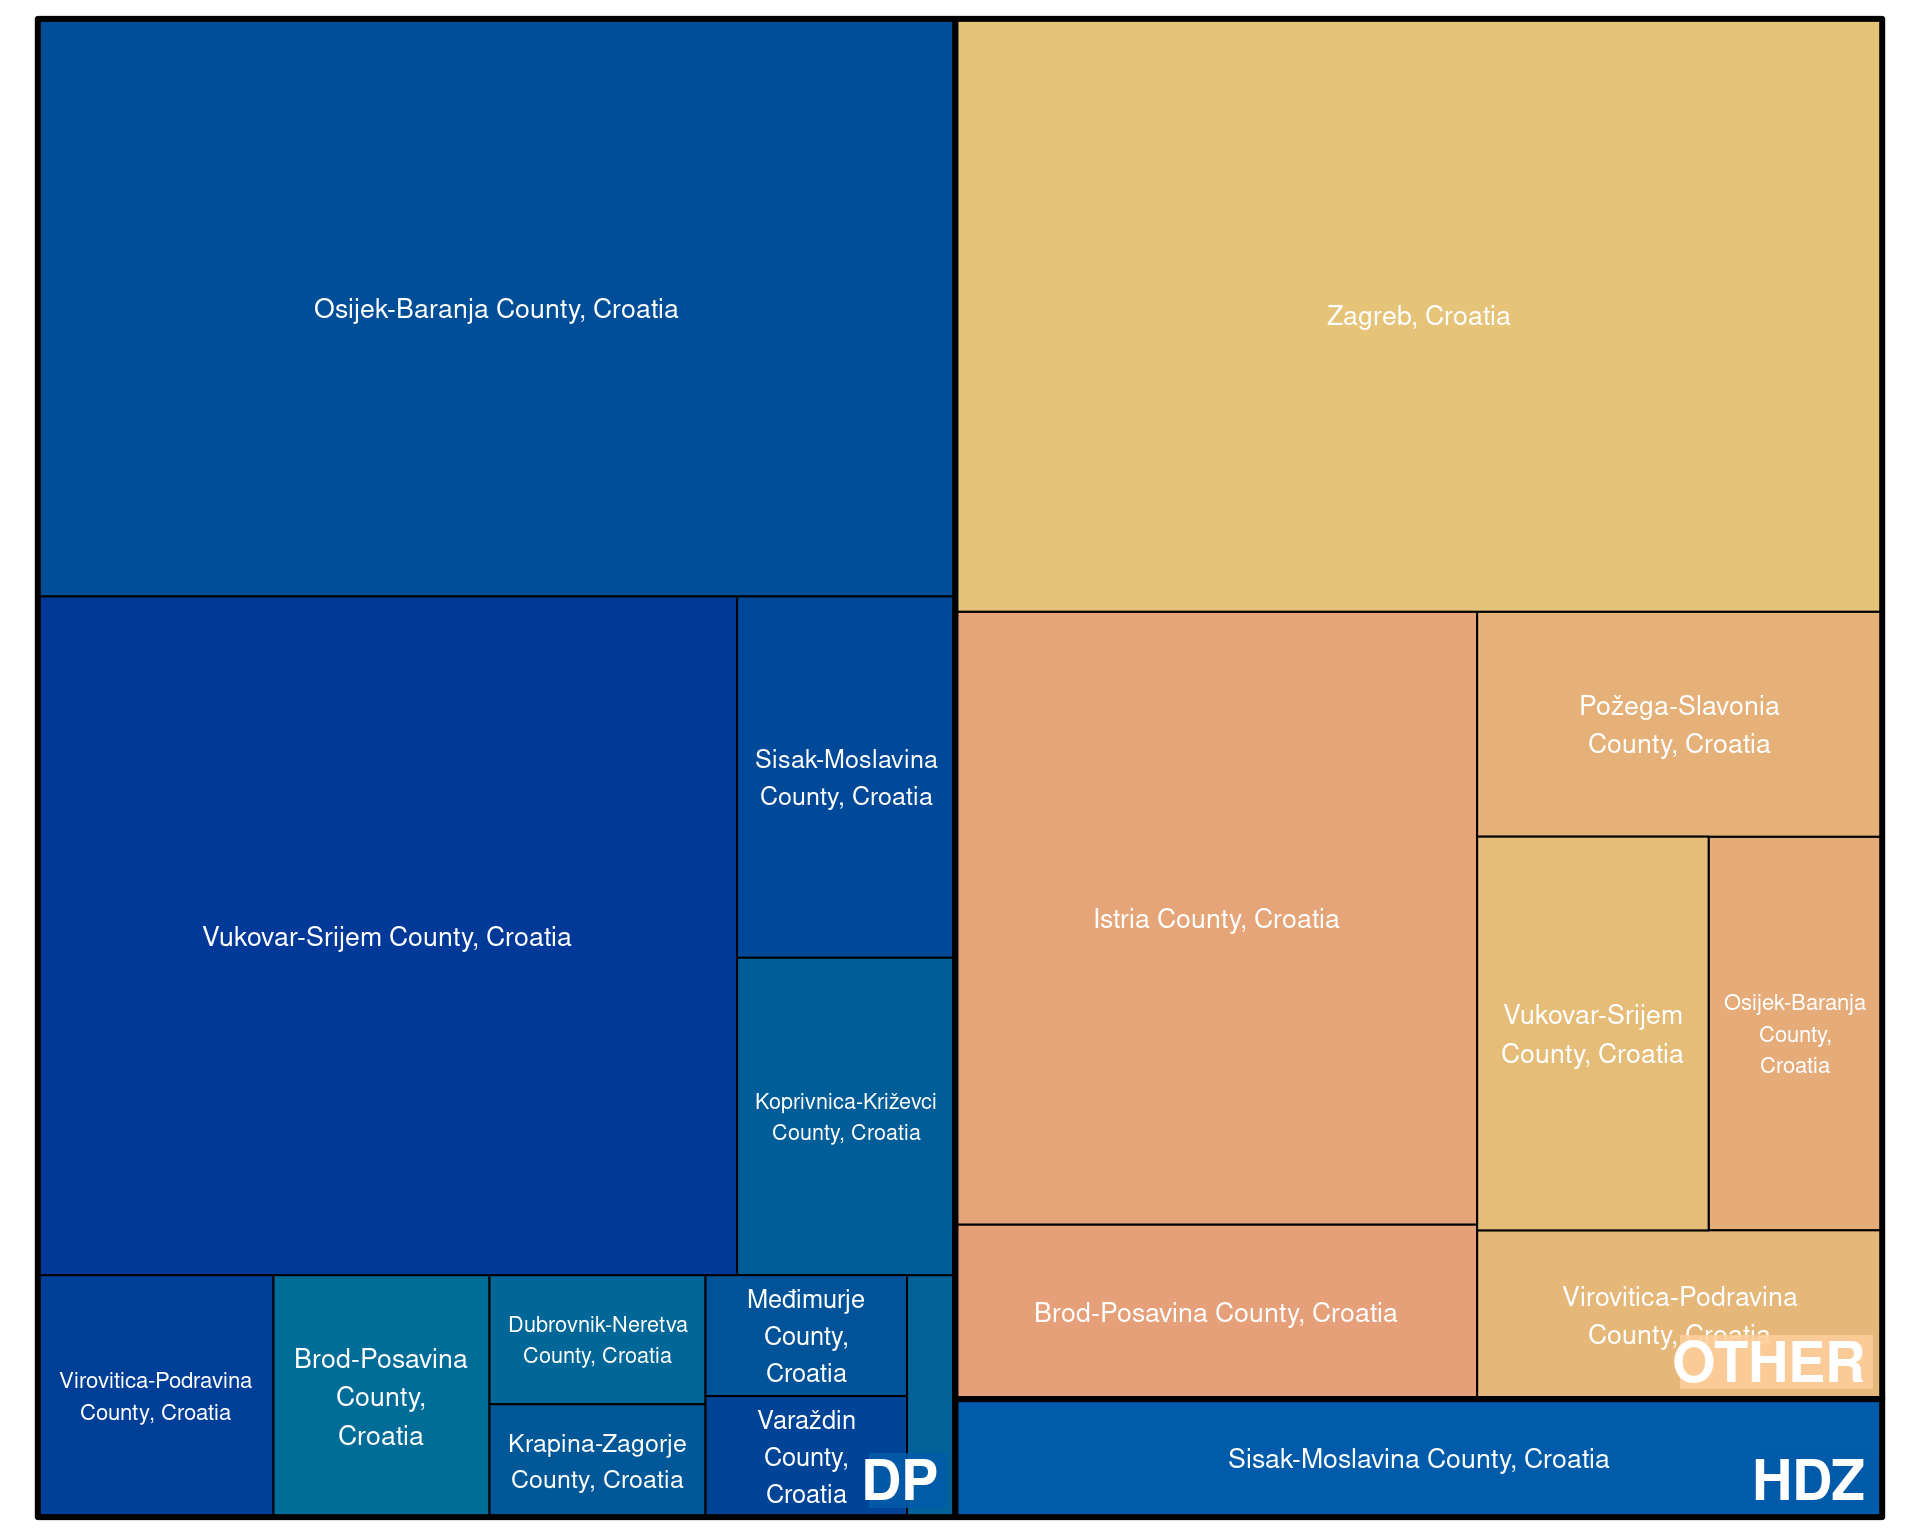 Osijek-Baranja County, Croatia
Vukovar-Srijem County, Croatia
Sisak-Moslavina
County, Croatia
Koprivnica-Križevci
County, Croatia
Virovitica-Podravina
County, Croatia
Brod-Posavina
County,
Croatia
Dubrovnik-Neretva
County, Croatia
Krapina-Zagorje
County, Croatia
Međimurje
County,
Croatia
Varaždin
County,
Croatia
DP
Zagreb, Croatia
Istria County, Croatia
Požega-Slavonia
County, Croatia
Vukovar-Srijem
County, Croatia
Osijek-Baranja
County,
Croatia
Brod-Posavina County, Croatia
Virovitica-Podravina
County, Croatia
OTHER
Sisak-Moslavina County, Croatia
HDZ